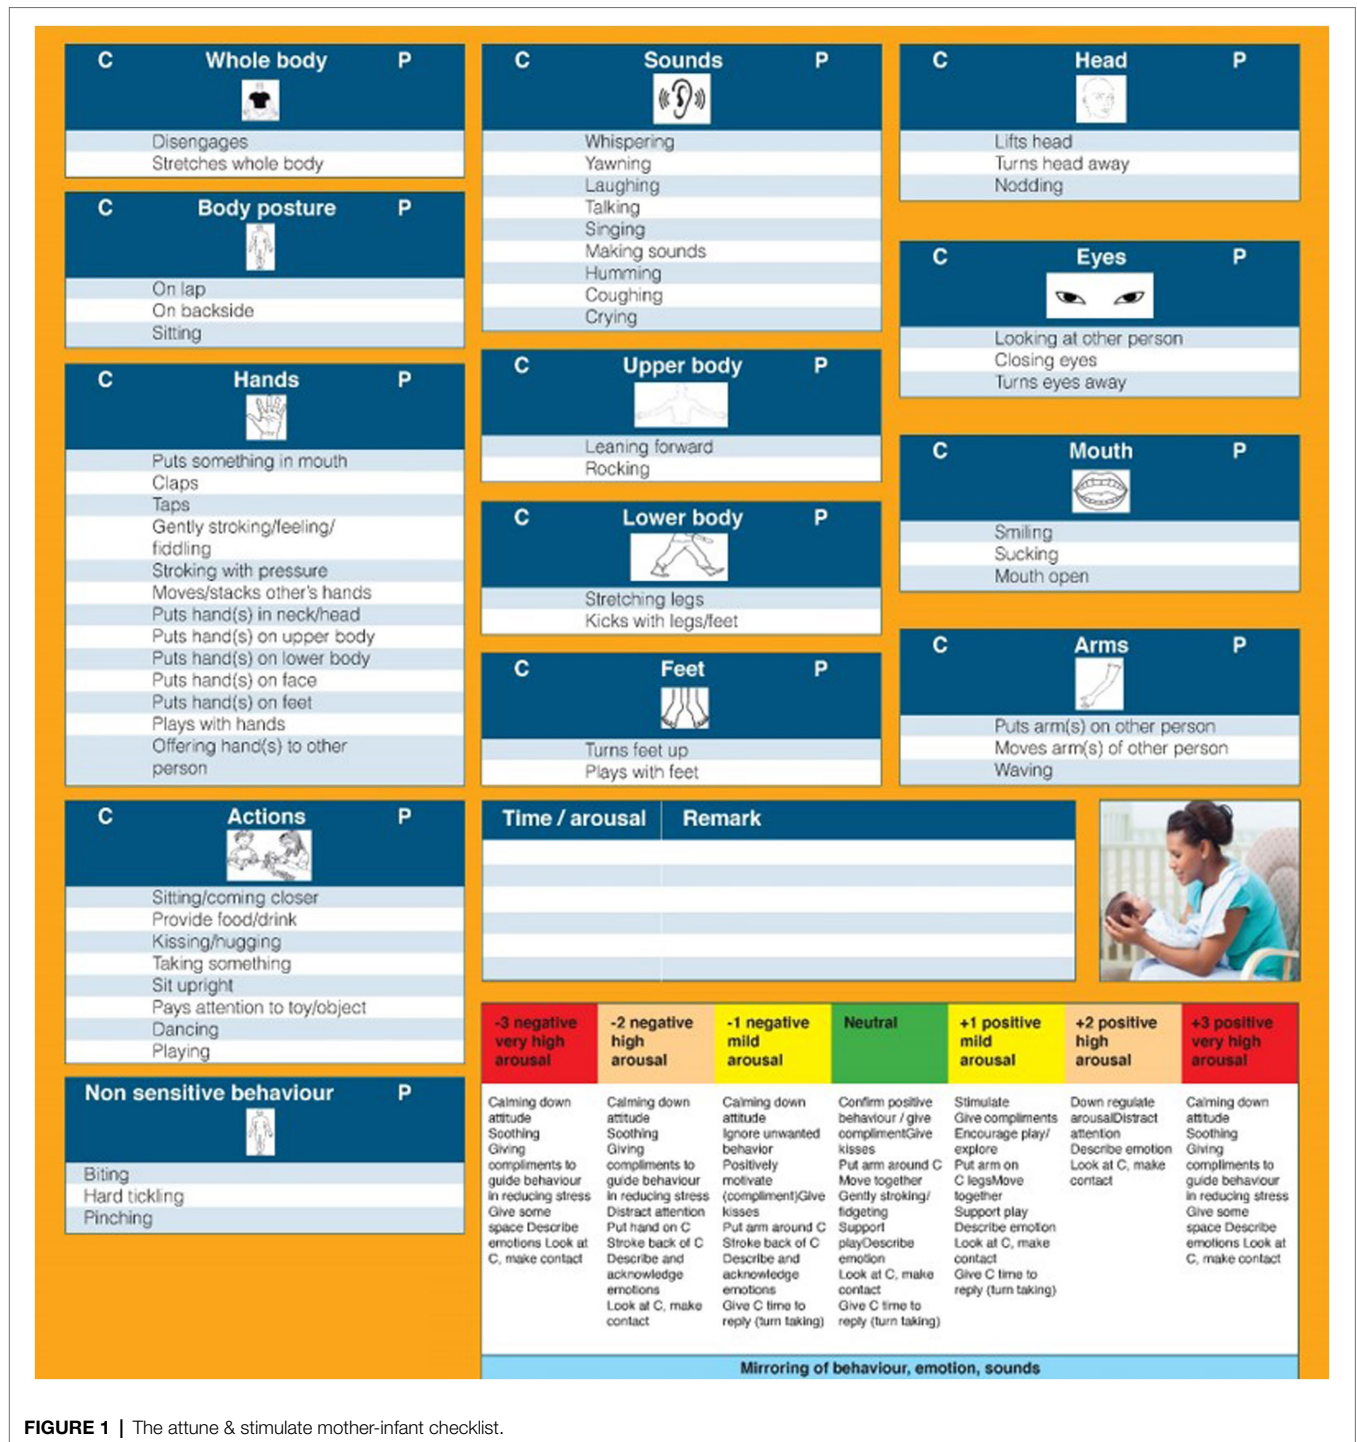 C Whole body P
Disengages
Stretches whole body
C Body posture P
On lap
On backside
Sitting
C Hands P
Puts something in mouth
Claps
Taps
Gently stroking/feeling/
fiddling
Stroking with pressure
Moves/stacks other's hands
Puts hand(s) in neck/head
Puts hand(s) on upper body
Puts hand(s) on lower body
Puts hand(s) on face
Puts hand(s) on feet
Plays with hands
Offering hand(s) to other
person
C Actions P
Sitting/coming closer
Provide food/drink
Kissing/hugging
Taking something
Sit upright
Pays attention to toy/object
Dancing
Playing
Non sensitive behaviour P
Biting
Hard tickling
Pinching
C Sounds P
Whispering
Yawning
Laughing
Talking
Singing
Making sounds
Humming
Coughing
Crying
C Upper body P
Leaning forward
Rocking
C Lower body P
Stretching legs
Kicks with legs/feet
C Feet P
Turns feet up
Plays with feet
C Head P
Lifts head
Turns head away
Nodding
C Eyes P
Looking at other person
Closing eyes
Turns eyes away
C Mouth P
Smiling
Sucking
Mouth open
C Arms P
Puts arm(s) on other person
Moves arm(s) of other person
Waving
Time / arousal Remark
-3 negative
very high
arousal
Calming down
attitude
Soothing
Giving
compliments to
guide behaviour
in reducing stress
Give some
space Describe
emotions Look at
C, make contact
-2 negative
high
arousal
Calming down
attitude
Soothing
Giving
compliments to
guide behaviour
in reducing stress
Distract attention
Put hand on C
Stroke back of C
Describe and
acknowledge
emotions
Look at C, make
contact
-1 negative
mild
arousal
Calming down
attitude
Ignore unwanted
behavior
Positively
motivate
(compliment)Give
kisses
Put arm around C
Stroke back of C
Describe and
acknowledge
emotions
Give C time to
reply (turn taking)
Neutral
Confirm positive
behaviour / give
complimentGive
kisses
Put arm around C
Move together
Gently stroking/
fidgeting
Support
playDescribe
emotion
Look at C, make
contact
Give C time to
reply (turn taking)
+1 positive
mild
arousal
Stimulate
Give compliments
Encourage play/
explore
Put arm on
C legsMove
together
Support play
Describe emotion
Look at C, make
contact
Give C time to
reply (turn taking)
+2 positive
high
arousal
Down regulate
arousalDistract
attention
Describe emotion
Look at C, make
contact
+3 positive
very high
arousal
Calming down
attitude
Soothing
Giving
compliments to
guide behaviour
in reducing stress
Give some
space Describe
emotions Look at
C, make contact
Mirroring of behaviour, emotion, sounds
FIGURE 1 | The attune & stimulate mother-infant checklist.